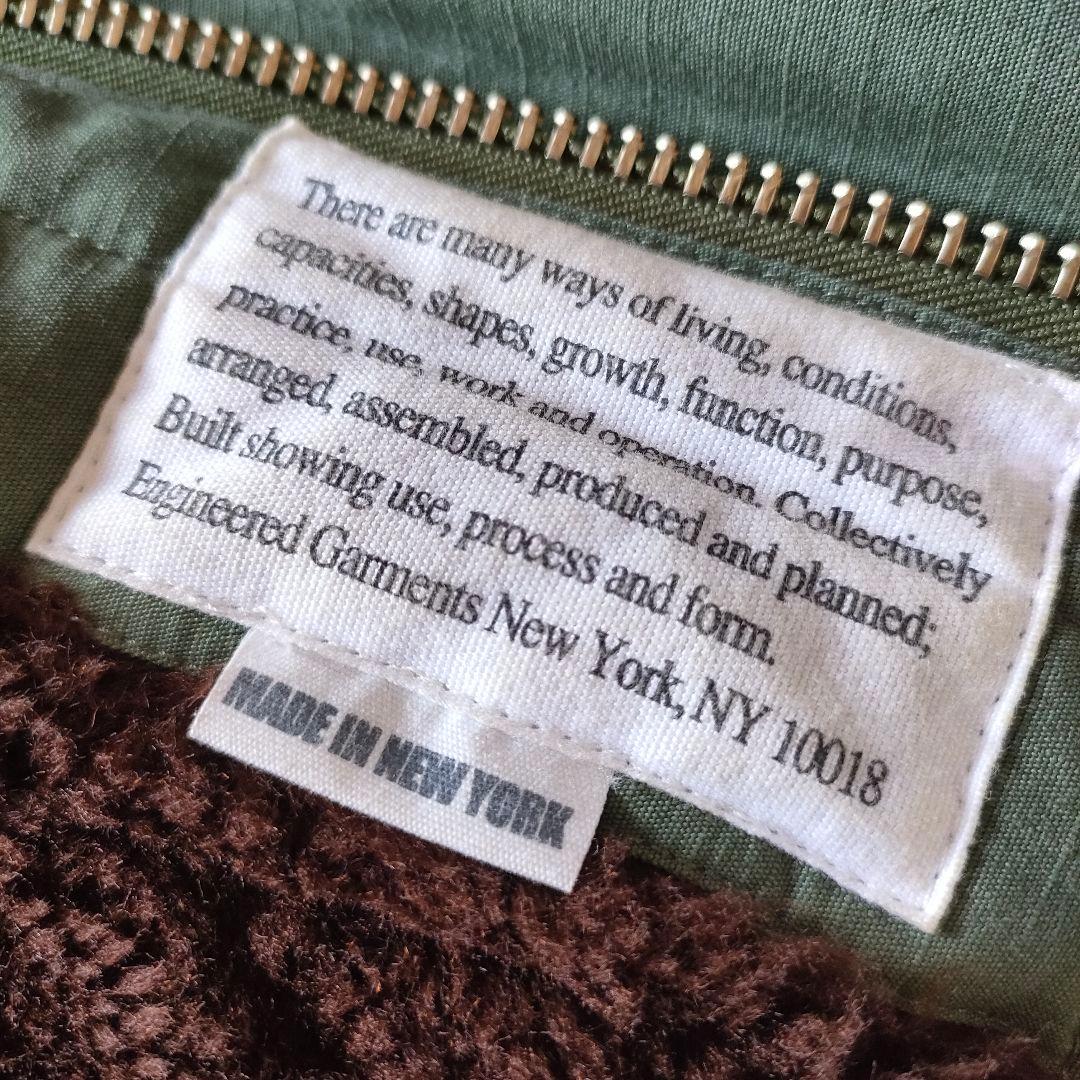 There are many ways of living, conditions,
capacities, shapes, growth, function, purpose,
practice, use, work and operation. Collectively
arranged, assembled, produced and planned;
Built showing use, process and form.
Engineered Garments New York, NY 10018
MADE IN NEW YORK